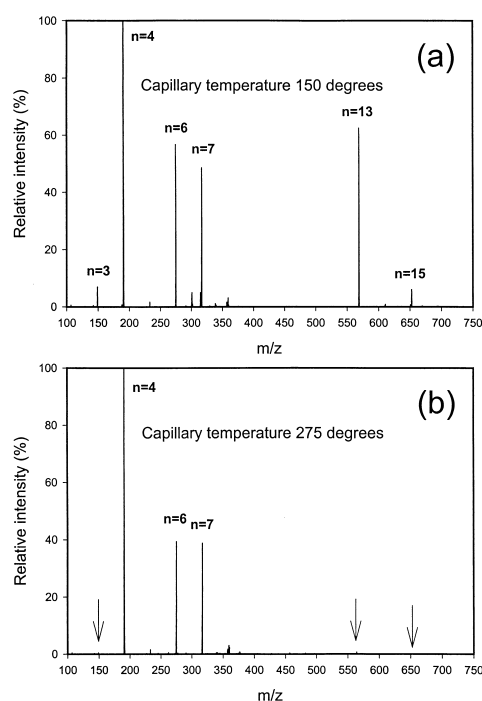 100
n=4
(a)
Capillary temperature 150 degrees
80
n=13
60
n=6
n=7
Relative intensity (%)
40
20
n=3
n=15
0
100 150 200 250 300 350 400 450 500 550 600 650 700 750
m/z
100
n=4
(b)
80
Capillary temperature 275 degrees
60
Relative intensity (%)
n=6 n=7
40
20
0
100 150 200 250 300 350 400 450 500 550 600 650 700 750
m/z